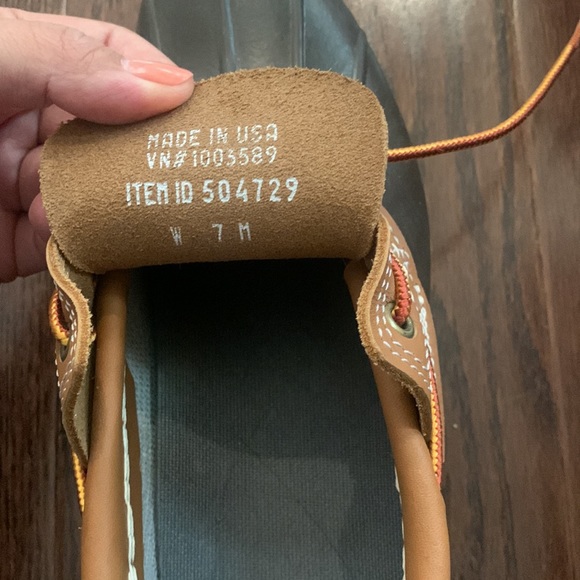 MADE IN USA
VN#1003589
ITEM ID 504729
W 7 M